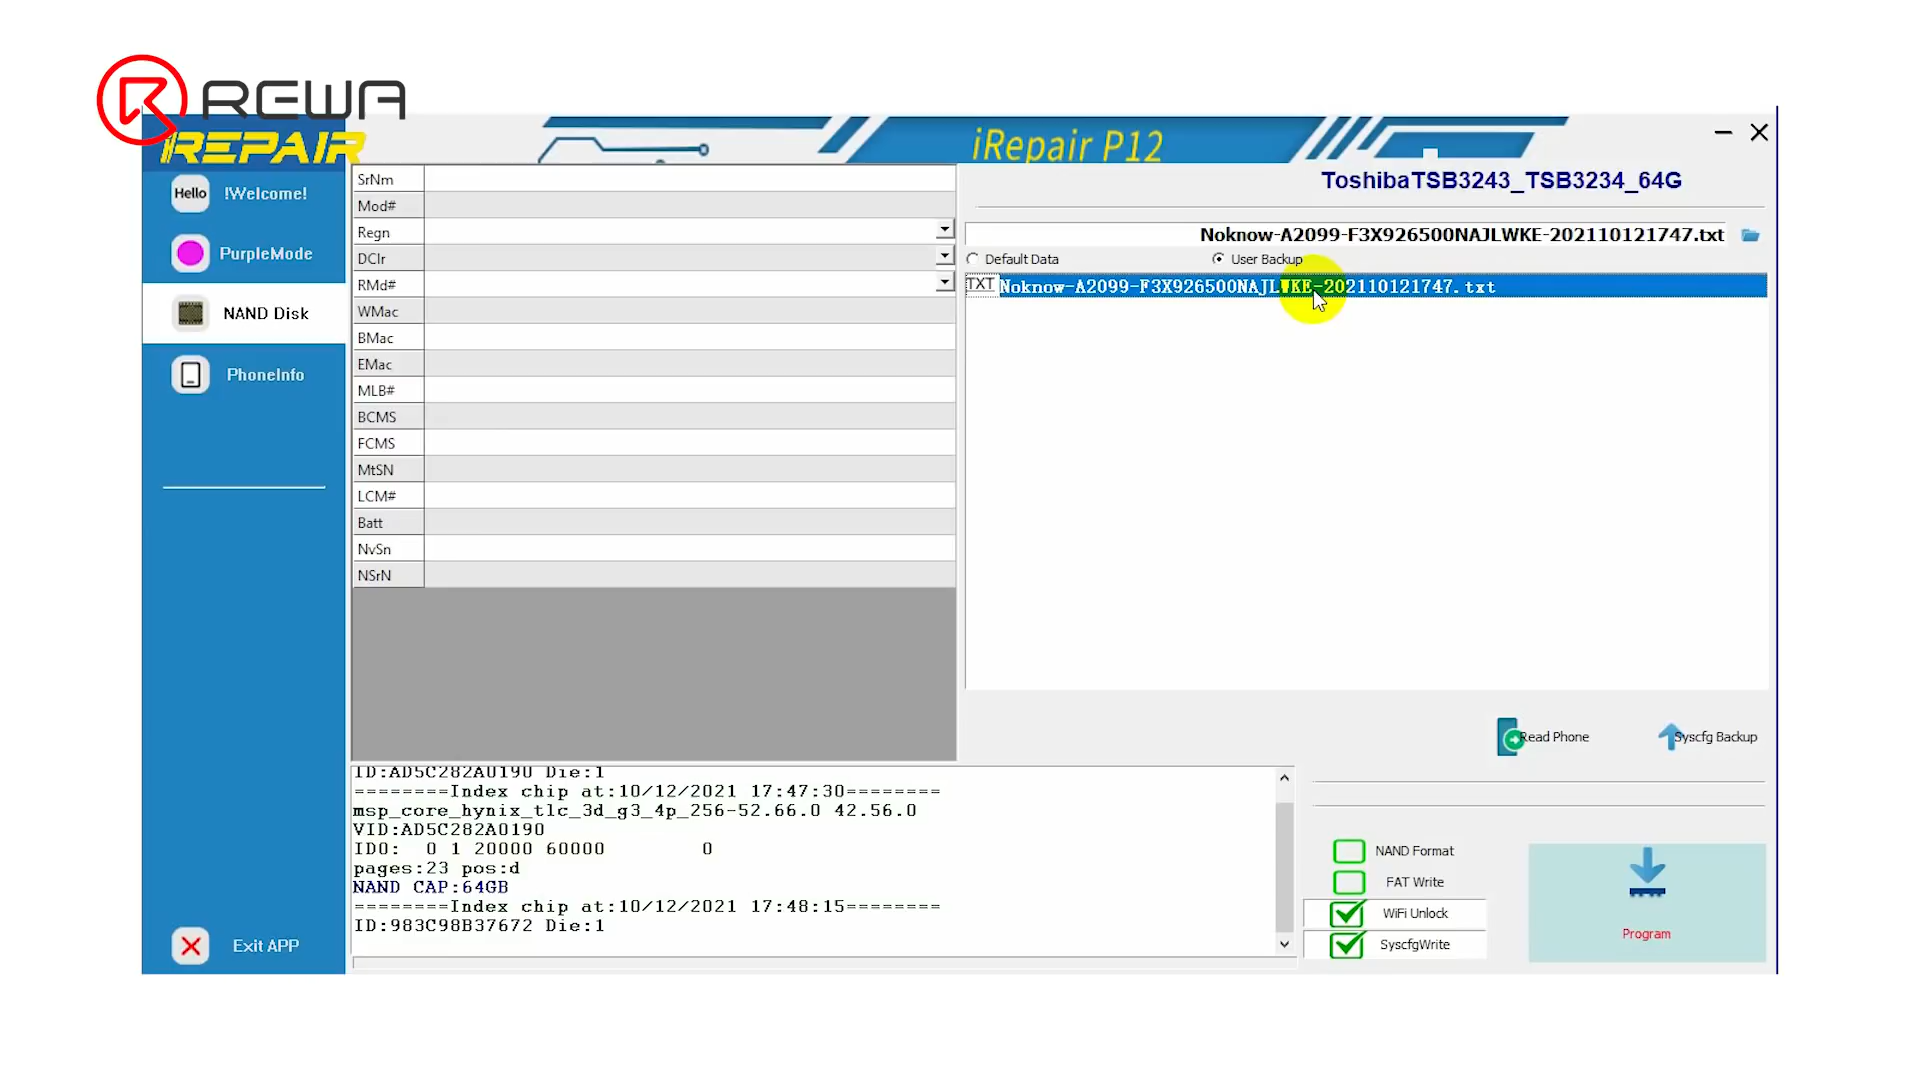 REWA
iREPAIR
iRepair P12
Hello !Welcome!
PurpleMode
NAND Disk
PhoneInfo
Exit APP
SrNm
Mod#
Regn
DClr
RMd#
WMac
BMac
EMac
MLB#
BCMS
FCMS
MtSN
LCM#
Batt
NvSn
NSrN
ToshibaTSB3243_TSB3234_64G
Noknow-A2099-F3X926500NAJLWKE-202110121747.txt
Default Data
User Backup
TXT Noknow-A2099-F3X926500NAJLWKE-202110121747.txt
Read Phone
Syscfg Backup
ID:AD5C282A0190 Die:1
========Index chip at:10/12/2021 17:47:30========
msp_core_hynix_tlc_3d_g3_4p_256-52.66.0 42.56.0
VID:AD5C282A0190
ID0: 0 1 20000 60000 0
pages:23 pos:d
NAND CAP:64GB
========Index chip at:10/12/2021 17:48:15========
ID:983C98B37672 Die:1
NAND Format
FAT Write
WiFi Unlock
SyscfgWrite
Program